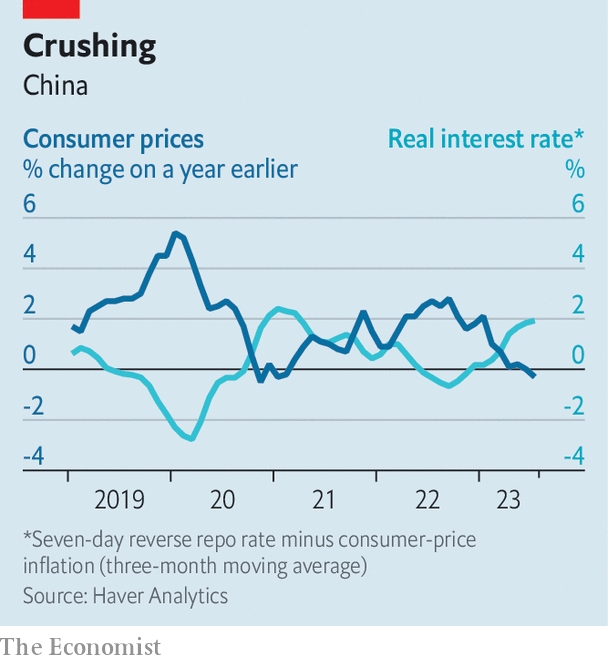 Crushing
China
Consumer prices Real interest rate*
% change on a year earlier %
6 6
4 4
2 2
0 0
-2 -2
-4 -4
2019 20 21 22 23
*Seven-day reverse repo rate minus consumer-price
inflation (three-month moving average)
Source: Haver Analytics
The Economist